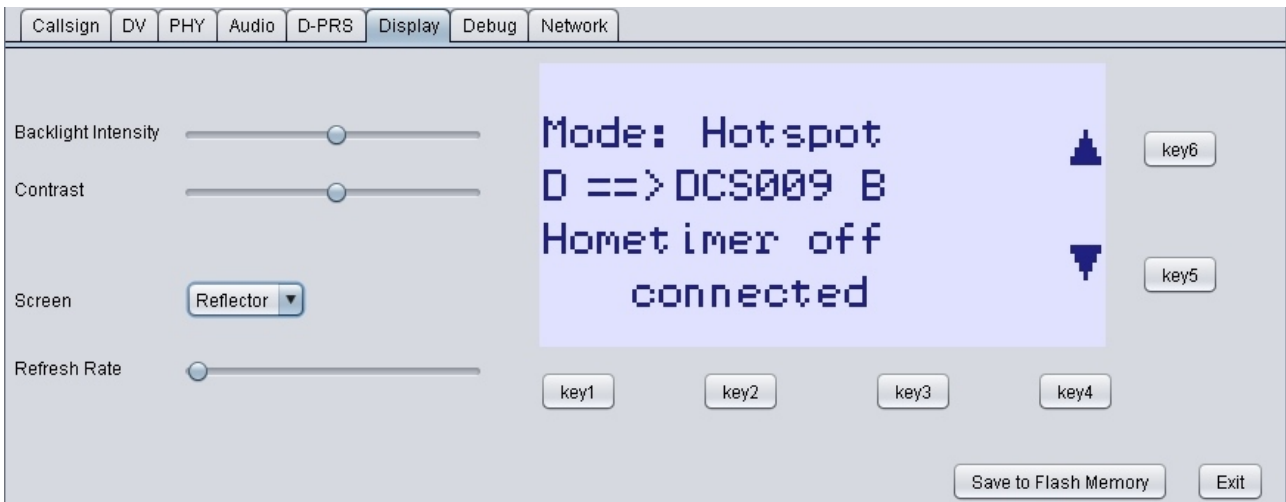 Callsign DV PHY Audio D-PRS Display Debug Network
Backlight Intensity
Contrast
Screen
Reflector
Refresh Rate
Mode: Hotspot
D ==>DCS009 B
Hometimer off
connected
key6
key5
key1 key2 key3 key4
Save to Flash Memory Exit